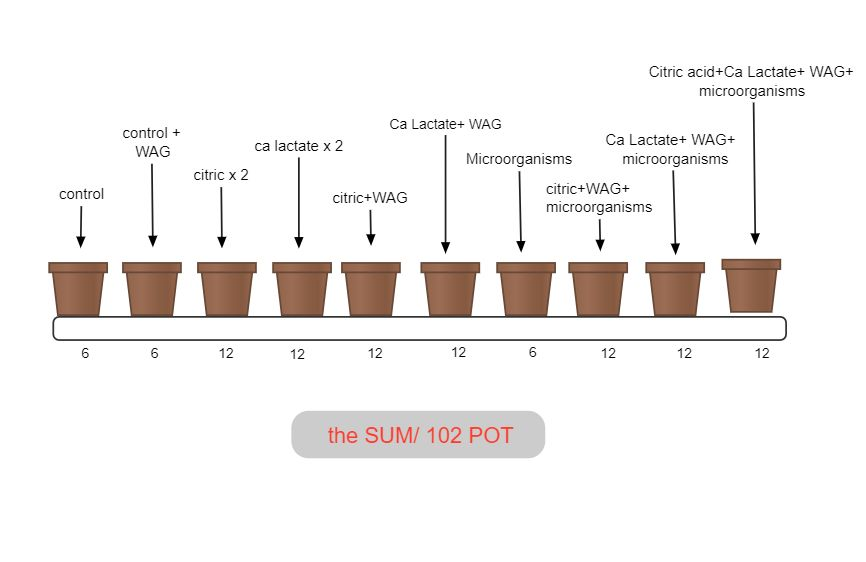 control
control +
WAG
citric x 2
ca lactate x 2
citric+WAG
Ca Lactate+ WAG
Microorganisms
citric+WAG+
microorganisms
Ca Lactate+ WAG+
microorganisms
Citric acid+Ca Lactate+ WAG+
microorganisms
6
6
12
12
12
12
6
12
12
12
the SUM/ 102 POT